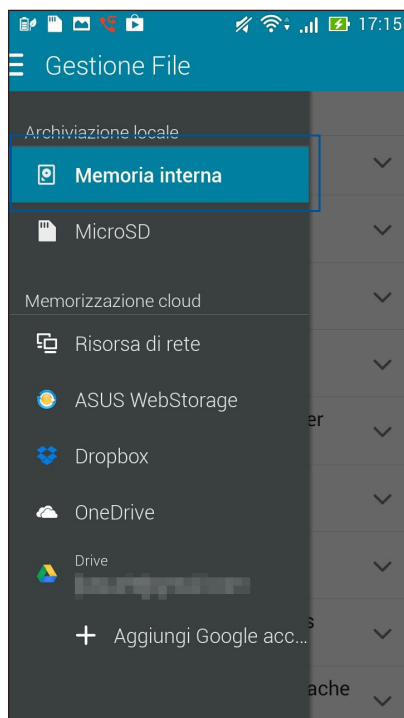 17:15
Gestione File
Archiviazione locale
Memoria interna
MicroSD
Memorizzazione cloud
Risorsa di rete
ASUS WebStorage
er
Dropbox
OneDrive
Drive
Aggiungi Google acc...
s
ache